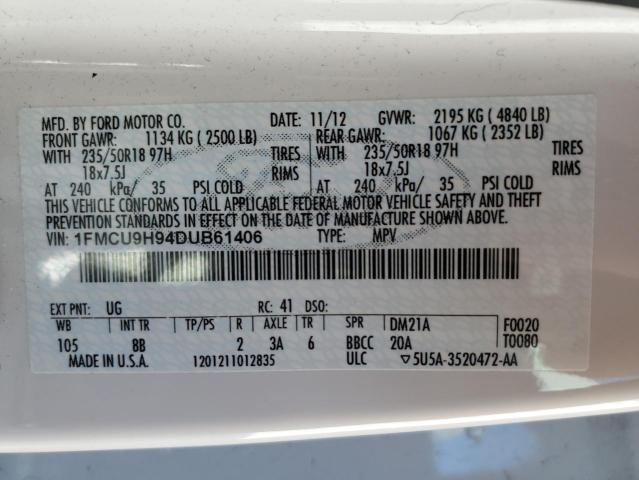 MFD. BY FORD MOTOR CO. DATE: 11/12 GVWR: 2195 KG ( 4840 LB)
FRONT GAWR: 1134 KG ( 2500 LB) REAR GAWR: 1067 KG ( 2352 LB)
WITH 235/50R18 97H TIRES WITH 235/50R18 97H TIRES
18x7.5J RIMS 18x7.5J RIMS
AT 240 kPa/ 35 PSI COLD AT 240 kPa/ 35 PSI COLD
THIS VEHICLE CONFORMS TO ALL APPLICABLE FEDERAL MOTOR VEHICLE SAFETY AND THEFT
PREVENTION STANDARDS IN EFFECT ON THE DATE OF MANUFACTURE SHOWN ABOVE.
VIN: 1FMCU9H94DUB61406 TYPE: MPV
EXT PNT: UG RC: 41 DSO:
WB INT TR TP/PS R AXLE TR SPR DM21A F0020
105 8B 2 3A 6 BBCC 20A T0080
MADE IN U.S.A. 1201211012835 ULC ▽5U5A-3520472-AA